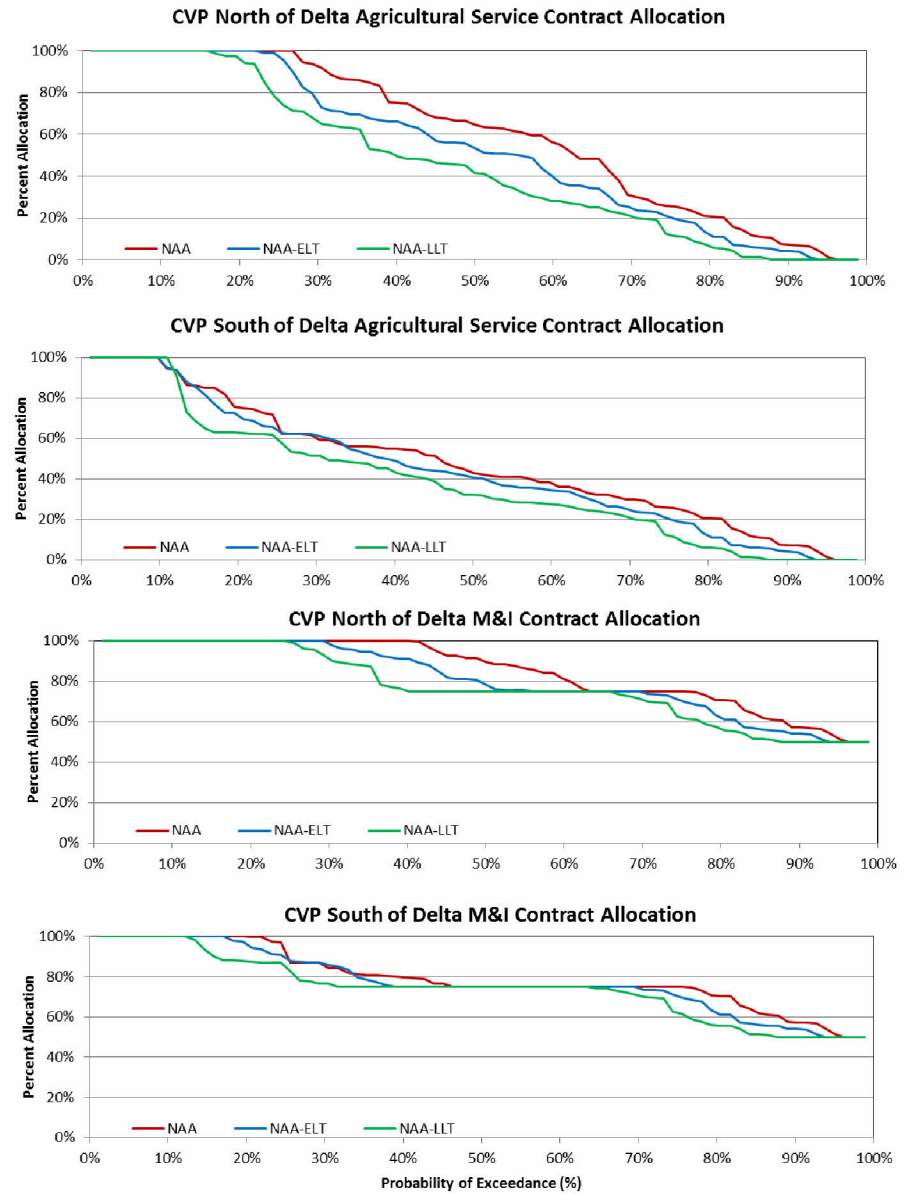 CVP North of Delta Agricultural Service Contract Allocation
Percent Allocation
100%
80%
60%
40%
20%
0%
NAA NAA-ELT NAA-LLT
0% 10% 20% 30% 40% 50% 60% 70% 80% 90% 100%
CVP South of Delta Agricultural Service Contract Allocation
Percent Allocation
100%
80%
60%
40%
20%
0%
NAA NAA-ELT NAA-LLT
0% 10% 20% 30% 40% 50% 60% 70% 80% 90% 100%
CVP North of Delta M&I Contract Allocation
Percent Allocation
100%
80%
60%
40%
20%
0%
NAA NAA-ELT NAA-LLT
0% 10% 20% 30% 40% 50% 60% 70% 80% 90% 100%
CVP South of Delta M&I Contract Allocation
Percent Allocation
100%
80%
60%
40%
20%
0%
NAA NAA-ELT NAA-LLT
0% 10% 20% 30% 40% 50% 60% 70% 80% 90% 100%
Probability of Exceedance (%)